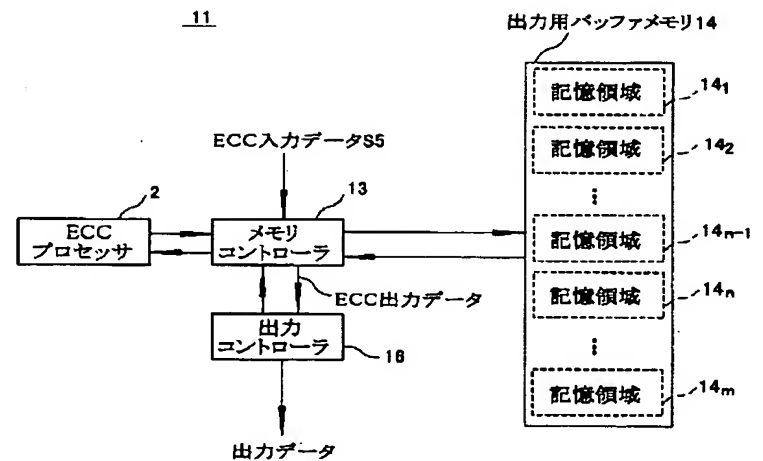 11
出力用バッファメモリ14
記憶領域
14₁
記憶領域
14₂
ECC入力データS5
2
13
ECC
プロセッサ
メモリ
コントローラ
記憶領域
14n-1
ECC出力データ
記憶領域
14n
出力
コントローラ
16
記憶領域
14m
出力データ